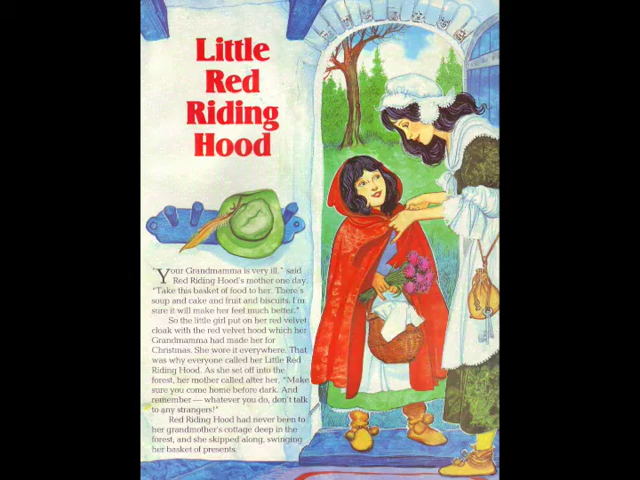 Little
Red
Riding
Hood
"Your Grandmamma is very ill," said
Red Riding Hood's mother one day.
"Take this basket of food to her. There's
soup and cake and fruit and biscuits. I'm
sure it will make her feel much better."
So the little girl put on her red velvet
cloak with the red velvet hood which her
Grandmamma had made her for
Christmas. She wore it everywhere. That
was why everyone called her Little Red
Riding Hood. As she set off into the
forest, her mother called after her, "Make
sure you come home before dark. And
remember — whatever you do, don't talk
to any strangers!"
Red Riding Hood had never been to
her grandmother's cottage deep in the
forest, and she skipped along, swinging
her basket of presents.